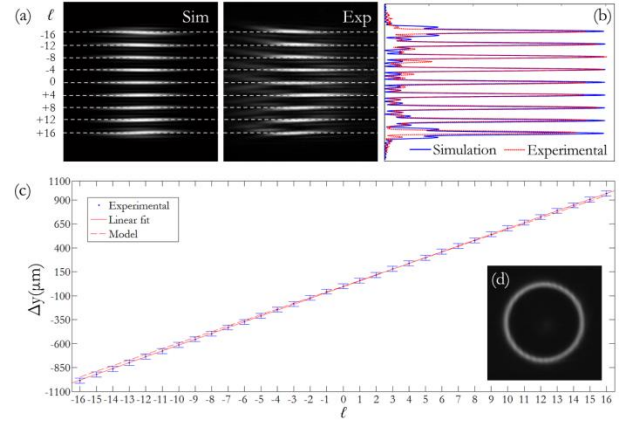 (a) ℓ Sim Exp (b)
-16
-12
-8
-4
0
+4
+8
+12
+16
Simulation Experimental
(c)
1100
900
650
400
150
-100
-350
-600
-850
-1100
Δy(μm)
Experimental
Linear fit
Model
(d)
-16 -15 -14 -13 -12 -11 -10 -9 -8 -7 -6 -5 -4 -3 -2 -1 0 1 2 3 4 5 6 7 8 9 10 11 12 13 14 15 16
ℓ